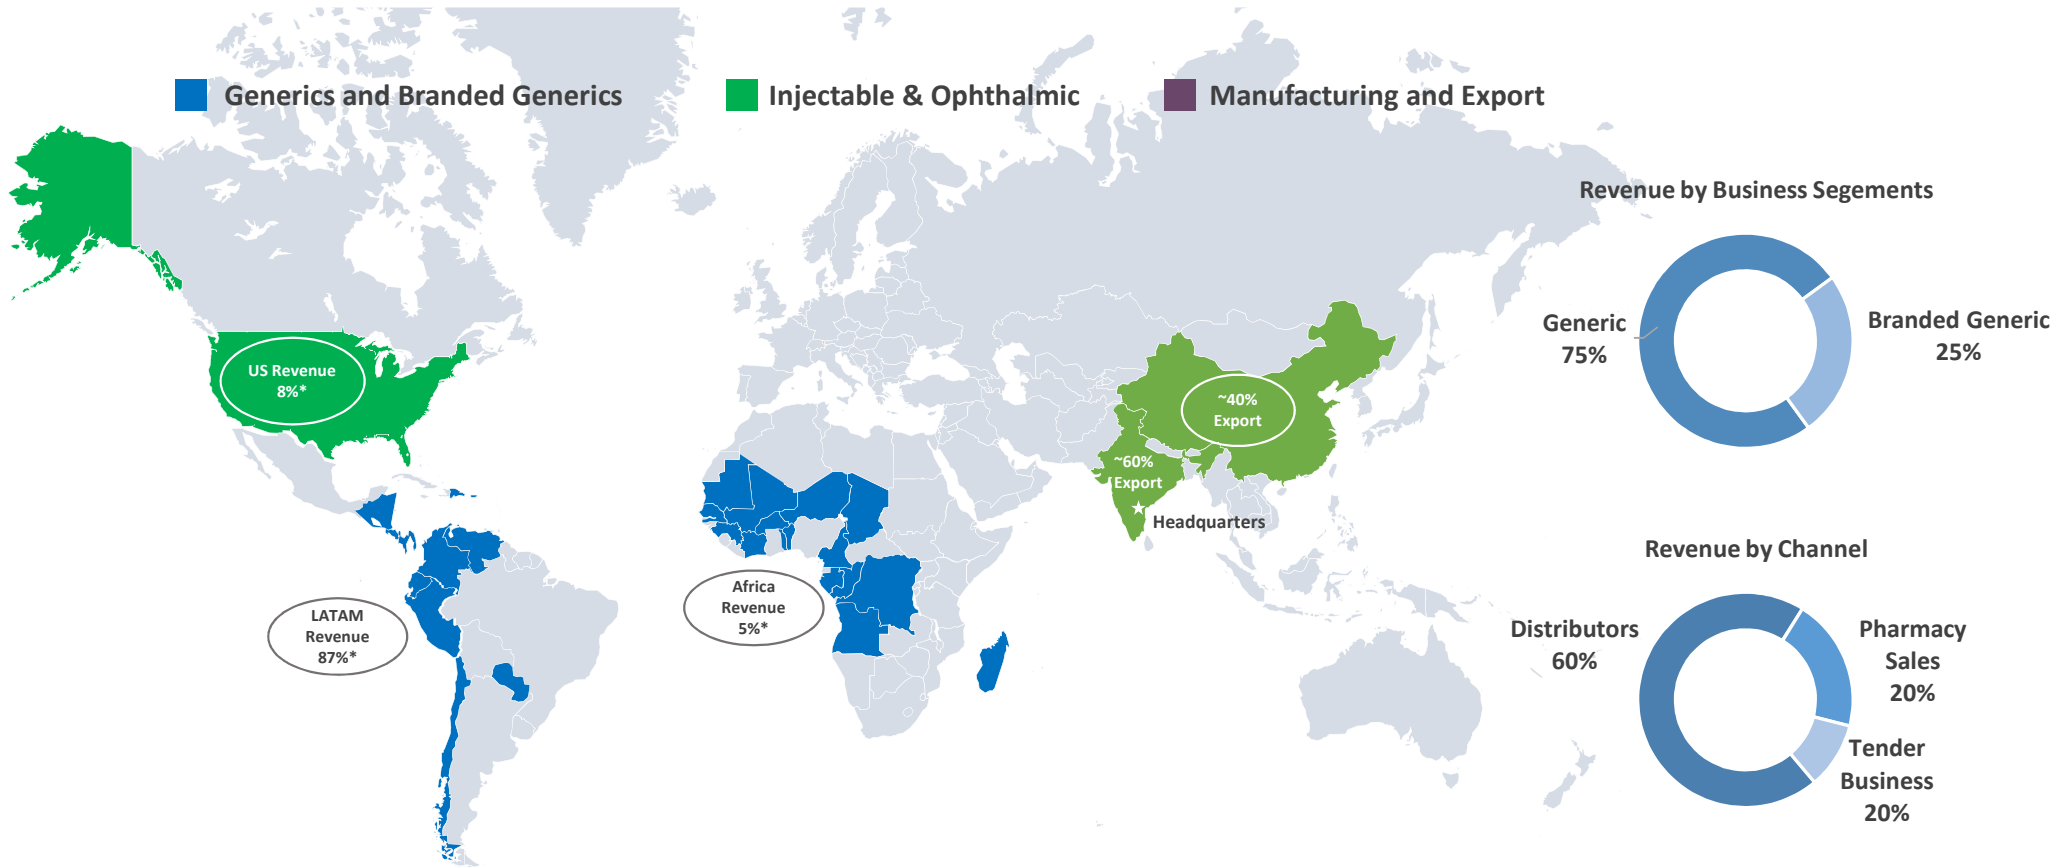 Generics and Branded Generics
Injectable & Ophthalmic
Manufacturing and Export
US Revenue
8%*
LATAM
Revenue
87%*
Africa
Revenue
5%*
~40%
Export
~60%
Export
Headquarters
Revenue by Business Segements
Generic
75%
Branded Generic
25%
Revenue by Channel
Distributors
60%
Pharmacy
Sales
20%
Tender
Business
20%